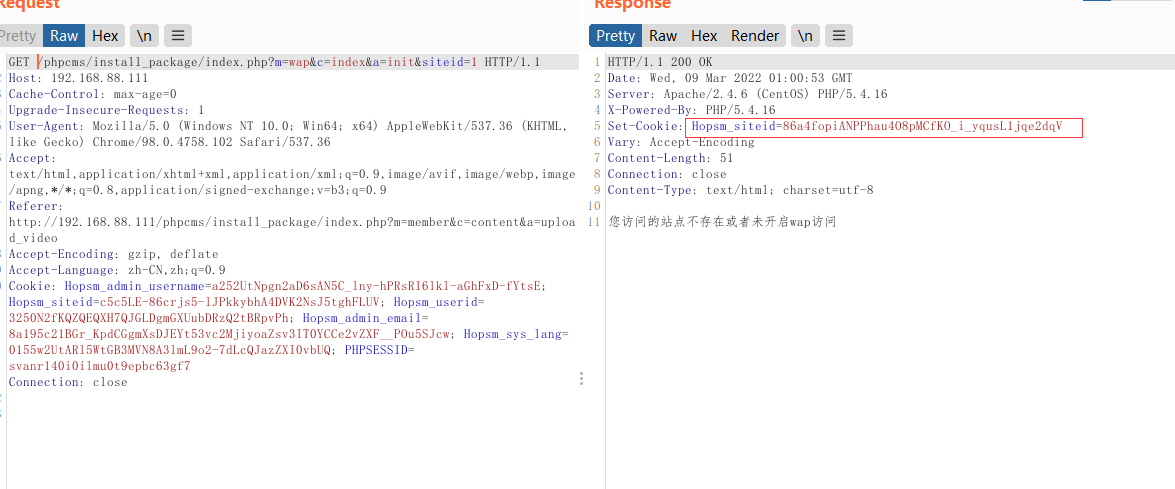 Request
Pretty Raw Hex \n
GET /phpcms/install_package/index.php?m=wap&c=index&a=init&siteid=1 HTTP/1.1
Host: 192.168.88.111
Cache-Control: max-age=0
Upgrade-Insecure-Requests: 1
User-Agent: Mozilla/5.0 (Windows NT 10.0; Win64; x64) AppleWebKit/537.36 (KHTML,
like Gecko) Chrome/98.0.4758.102 Safari/537.36
Accept:
text/html,application/xhtml+xml,application/xml;q=0.9,image/avif,image/webp,image
/apng,*/*;q=0.8,application/signed-exchange;v=b3;q=0.9
Referer:
http://192.168.88.111/phpcms/install_package/index.php?m=member&c=content&a=uploa
d_video
Accept-Encoding: gzip, deflate
Accept-Language: zh-CN,zh;q=0.9
Cookie: Hopsm_admin_username=a252UtNpgn2aD6sAN5C_lny-hPRsRI6lkl-aGhFxD-fYtsE;
Hopsm_siteid=c5c5LE-86crjs5-lJPkkybhA4DVK2NsJ5tghFLUV; Hopsm_userid=
3250N2fKQZQEQXH7QJGLDgmGXUubDRzQ2tBRpvPh; Hopsm_admin_email=
8a195c21BGr_KpdCGgmXsDJEYt53vc2MjiyoaZsv3IT0YCCe2vZXF__POu5SJcw; Hopsm_sys_lang=
0155w2UtARl5WtGB3MVN8A3lmL9o2-7dLcQJazZXI0vbUQ; PHPSESSID=
svanr140i0ilmu0t9epbc63gf7
Connection: close
Response
Pretty Raw Hex Render \n
1 HTTP/1.1 200 OK
2 Date: Wed, 09 Mar 2022 01:00:53 GMT
3 Server: Apache/2.4.6 (CentOS) PHP/5.4.16
4 X-Powered-By: PHP/5.4.16
5 Set-Cookie: Hopsm_siteid=86a4fopiANPPhau408pMCfKO_i_yqusL1jqe2dqV
6 Vary: Accept-Encoding
7 Content-Length: 51
8 Connection: close
9 Content-Type: text/html; charset=utf-8
10
11 您访问的站点不存在或者未开启wap访问